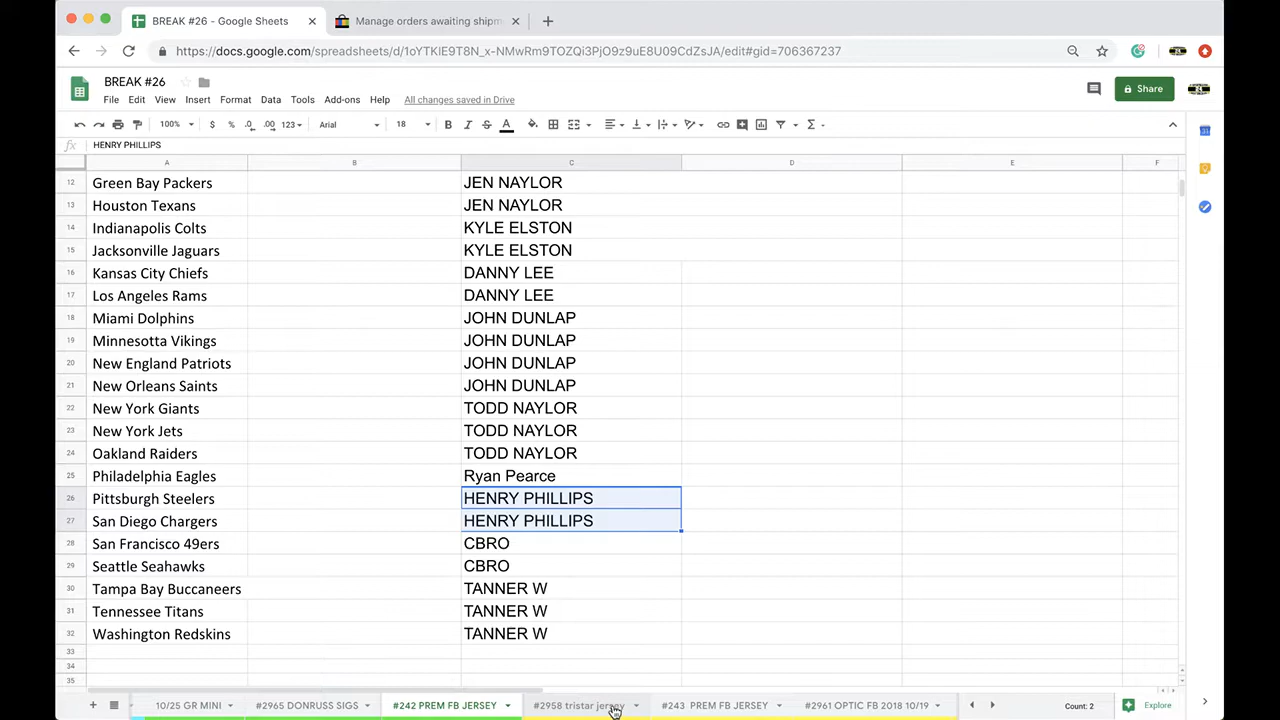 BREAK #26 - Google Sheets
Manage orders awaiting shipm
https://docs.google.com/spreadsheets/d/1oYTKlE9T8N_x-NMwRm9TOZQi3PjO9z9uE8U09CdZsJA/edit#gid=706367237
BREAK #26
File Edit View Insert Format Data Tools Add-ons Help All changes saved in Drive
Share
100% $ % .0 .00 123 Arial 18 B I S A
fx HENRY PHILLIPS
A B C D E F
12 Green Bay Packers JEN NAYLOR
13 Houston Texans JEN NAYLOR
14 Indianapolis Colts KYLE ELSTON
15 Jacksonville Jaguars KYLE ELSTON
16 Kansas City Chiefs DANNY LEE
17 Los Angeles Rams DANNY LEE
18 Miami Dolphins JOHN DUNLAP
19 Minnesotta Vikings JOHN DUNLAP
20 New England Patriots JOHN DUNLAP
21 New Orleans Saints JOHN DUNLAP
22 New York Giants TODD NAYLOR
23 New York Jets TODD NAYLOR
24 Oakland Raiders TODD NAYLOR
25 Philadelphia Eagles Ryan Pearce
26 Pittsburgh Steelers HENRY PHILLIPS
27 San Diego Chargers HENRY PHILLIPS
28 San Francisco 49ers CBRO
29 Seattle Seahawks CBRO
30 Tampa Bay Buccaneers TANNER W
31 Tennessee Titans TANNER W
32 Washington Redskins TANNER W
33
34
35
10/25 GR MINI #2965 DONRUSS SIGS #242 PREM FB JERSEY #2958 tristar jersey #243 PREM FB JERSEY #2961 OPTIC FB 2018 10/19 Count: 2 Explore